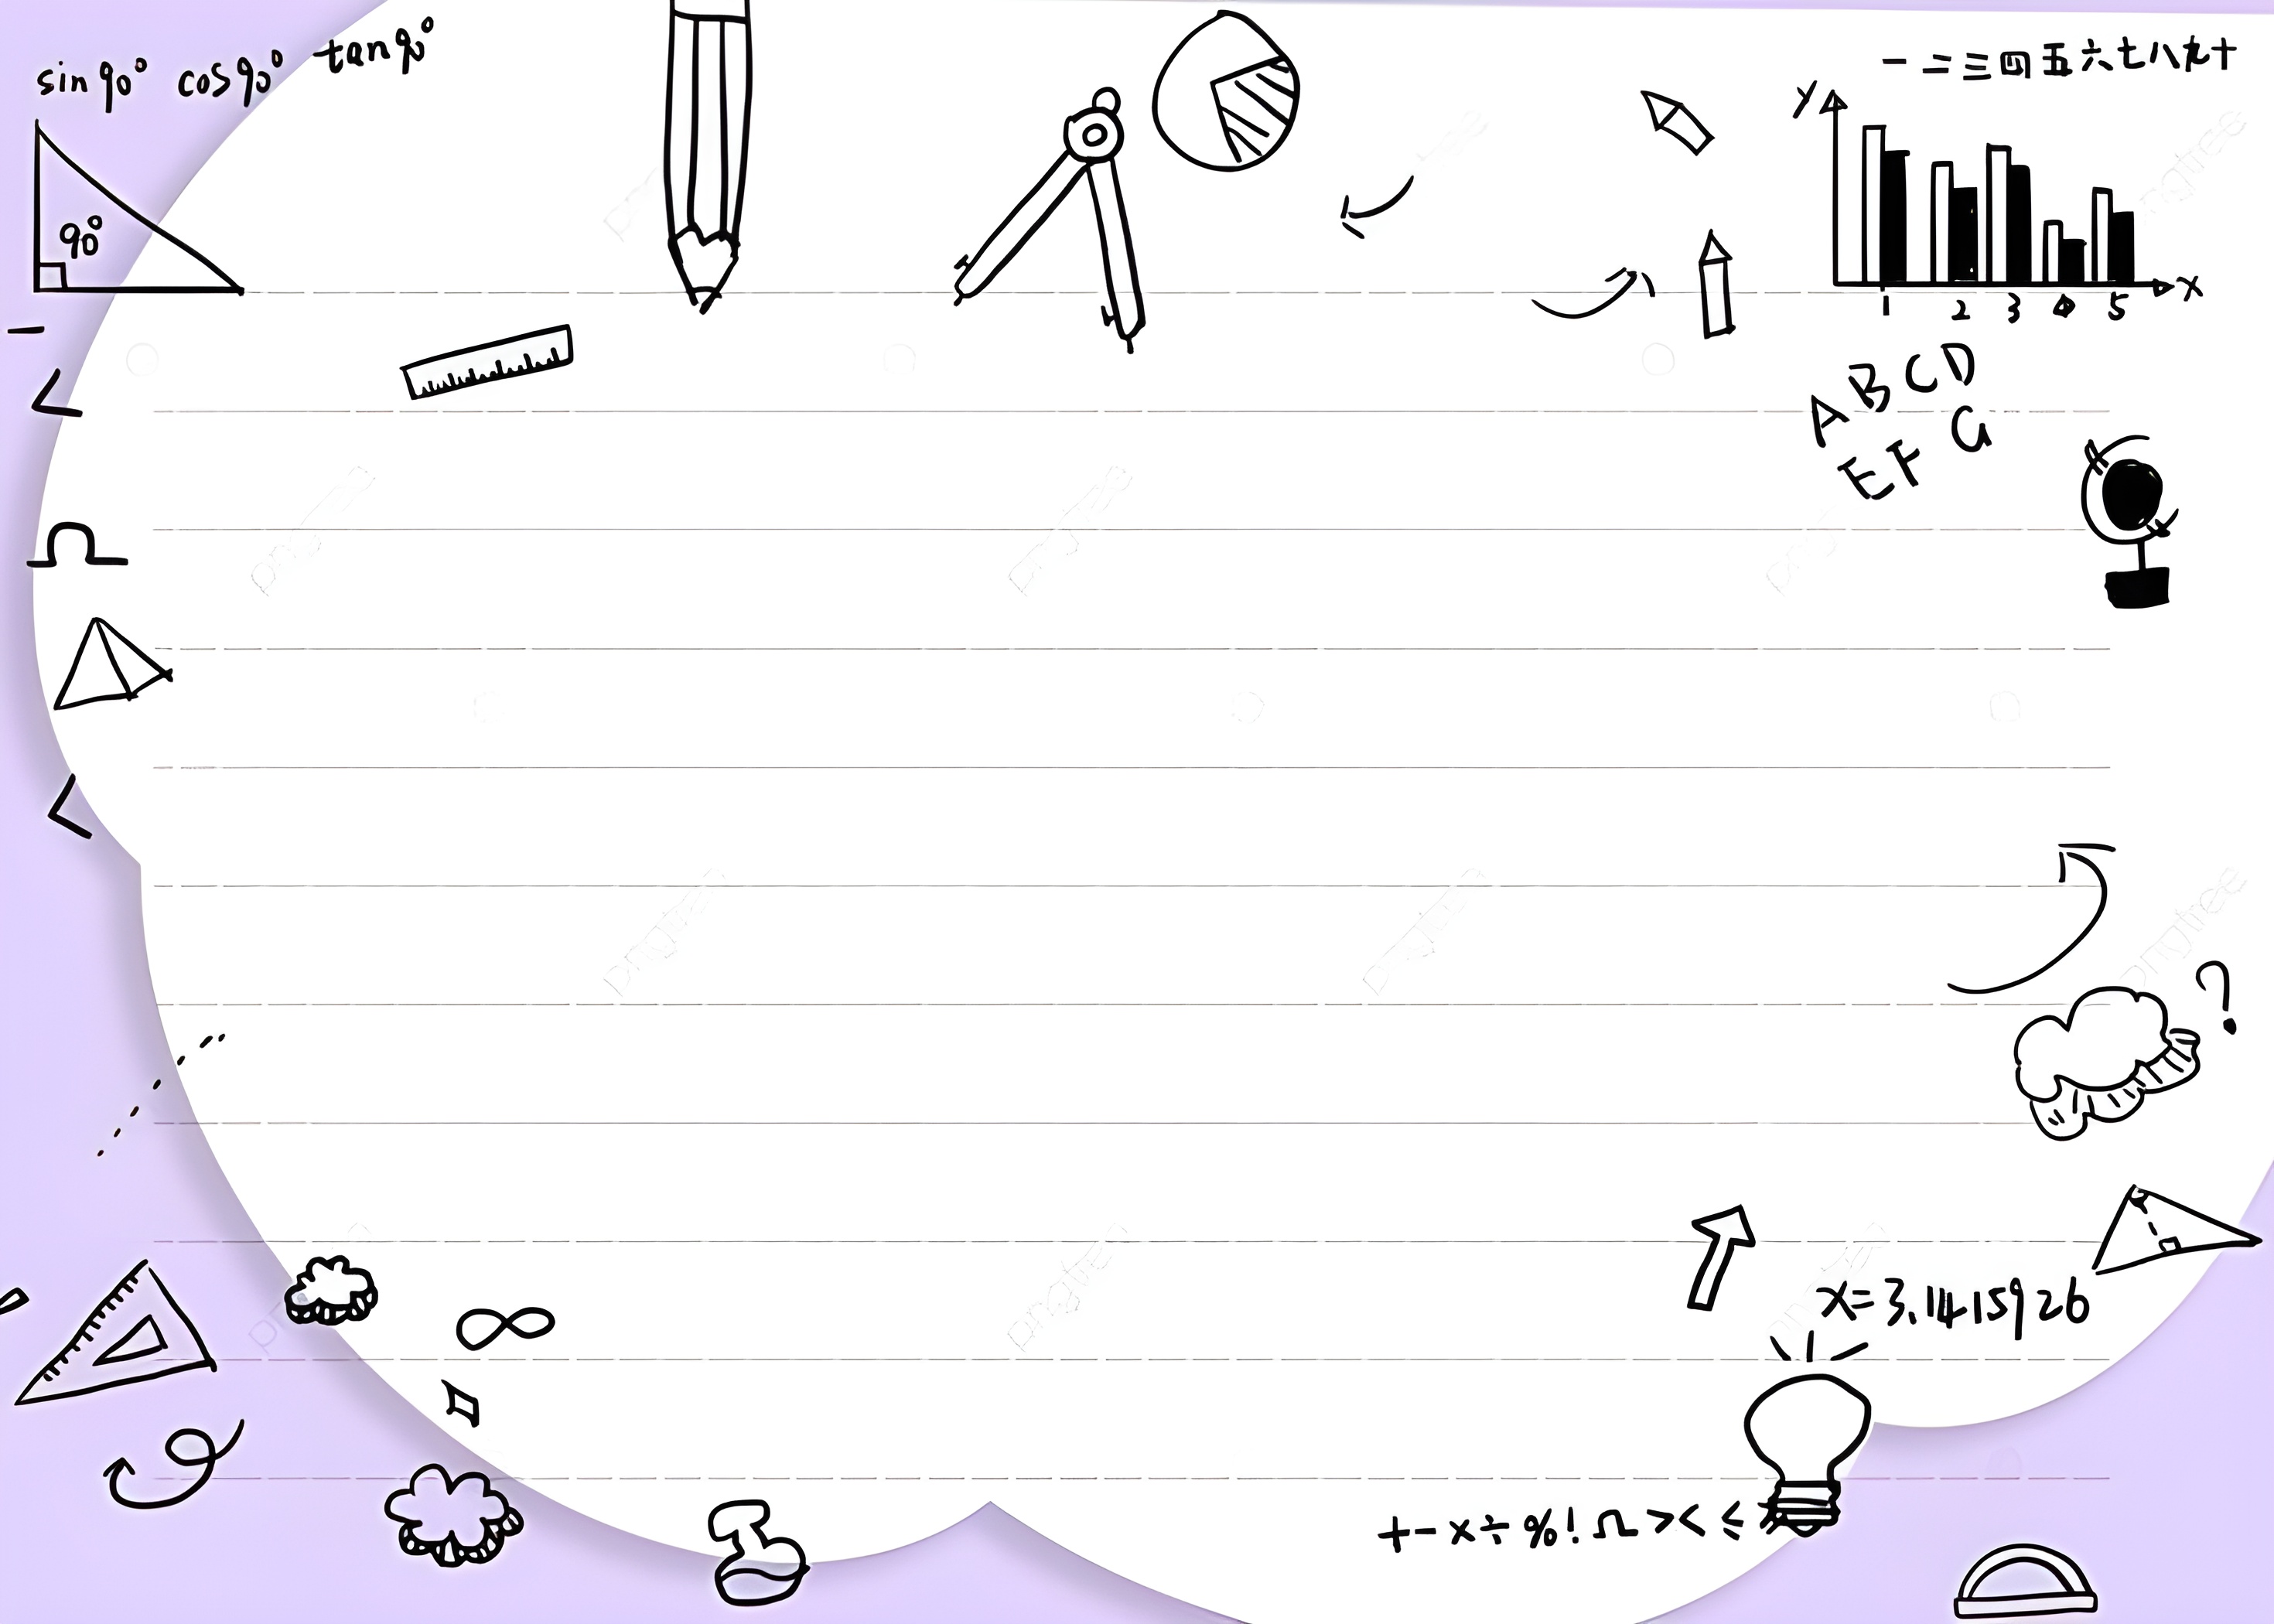 sin90° cos90° tan90°
一二三四五六七八九十
90°
Y
X
1 2 3 4 5
A B C D
E F G
Ω
?
x=3.1415926
∞
+-×÷%!Ω><≤
pngtree